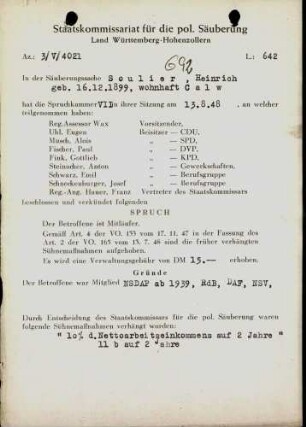 Staatskommissariat für die pol. Säuberung
Land Württemberg-Hohenzollern
Az.: 3/V/4021
L.: 642
692
In der Säuberungssache Soulier, Heinrich
geb. 16.12.1899, wohnhaft Calw
hat die Spruchkammer VII in ihrer Sitzung am 13.8.48, an welcher
teilgenommen haben:
Reg.Assessor Wax Vorsitzender,
Uhl, Eugen Beisitzer — CDU,
Musch, Alois „ — SPD,
Fischer, Paul „ — DVP,
Fink, Gottlieb „ — KPD,
Steinacher, Anton „ — Gewerkschaften,
Schwarz, Emil „ — Berufsgruppe
Schneckenburger, Josef „ — Berufsgruppe
Reg.-Ang. Hauer, Franz Vertreter des Staatskommissars
beschlossen und verkündet folgenden
SPRUCH
Der Betroffene ist Mitläufer.
Gemäß Art. 4 der VO. 133 vom 17. 11. 47 in der Fassung des
Art. 2 der VO. 165 vom 13. 7. 48 sind die früher verhängten
Sühnemaßnahmen aufgehoben.
Es wird eine Verwaltungsgebühr von DM 15.— erhoben.
Gründe
Der Betroffene war Mitglied NSDAP ab 1939, RdB, DAF, NSV,
Durch Entscheidung des Staatskommissars für die pol. Säuberung waren
folgende Sühnemaßnahmen verhängt worden:
"10% d.Nettoarbeitseinkommens auf 2 Jahre "
11 b auf 2 Jahre